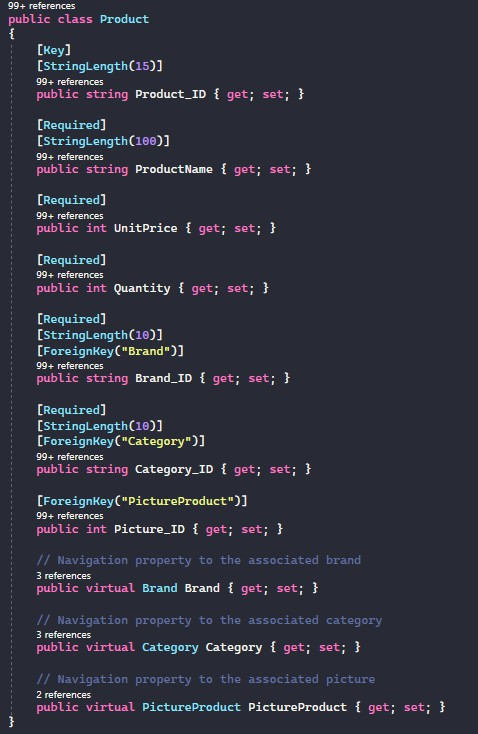 99+ references
public class Product
{
[Key]
[StringLength(15)]
99+ references
public string Product_ID { get; set; }
[Required]
[StringLength(100)]
99+ references
public string ProductName { get; set; }
[Required]
99+ references
public int UnitPrice { get; set; }
[Required]
99+ references
public int Quantity { get; set; }
[Required]
[StringLength(10)]
[ForeignKey("Brand")]
99+ references
public string Brand_ID { get; set; }
[Required]
[StringLength(10)]
[ForeignKey("Category")]
99+ references
public string Category_ID { get; set; }
[ForeignKey("PictureProduct")]
99+ references
public int Picture_ID { get; set; }
// Navigation property to the associated brand
3 references
public virtual Brand Brand { get; set; }
// Navigation property to the associated category
3 references
public virtual Category Category { get; set; }
// Navigation property to the associated picture
2 references
public virtual PictureProduct PictureProduct { get; set; }
}